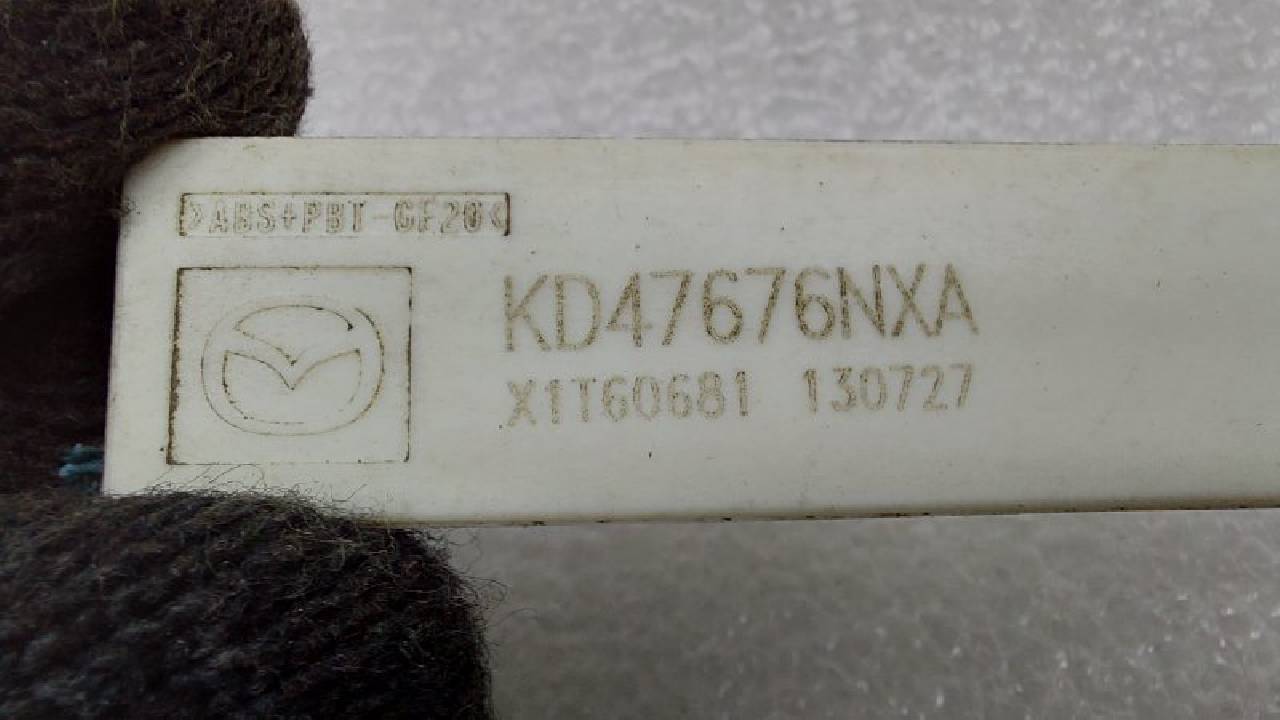 >ABS+PBT-GF20<
KD47676NXA
X1T60681 130727